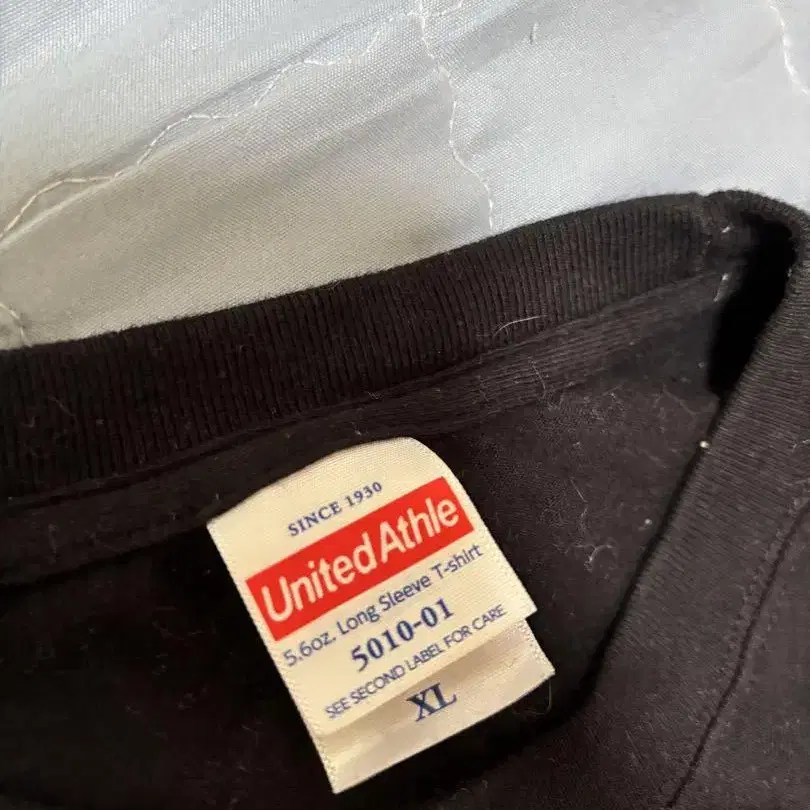 SINCE 1930
United Athle
5.6oz. Long Sleeve T-shirt
5010-01
SEE SECOND LABEL FOR CARE
XL